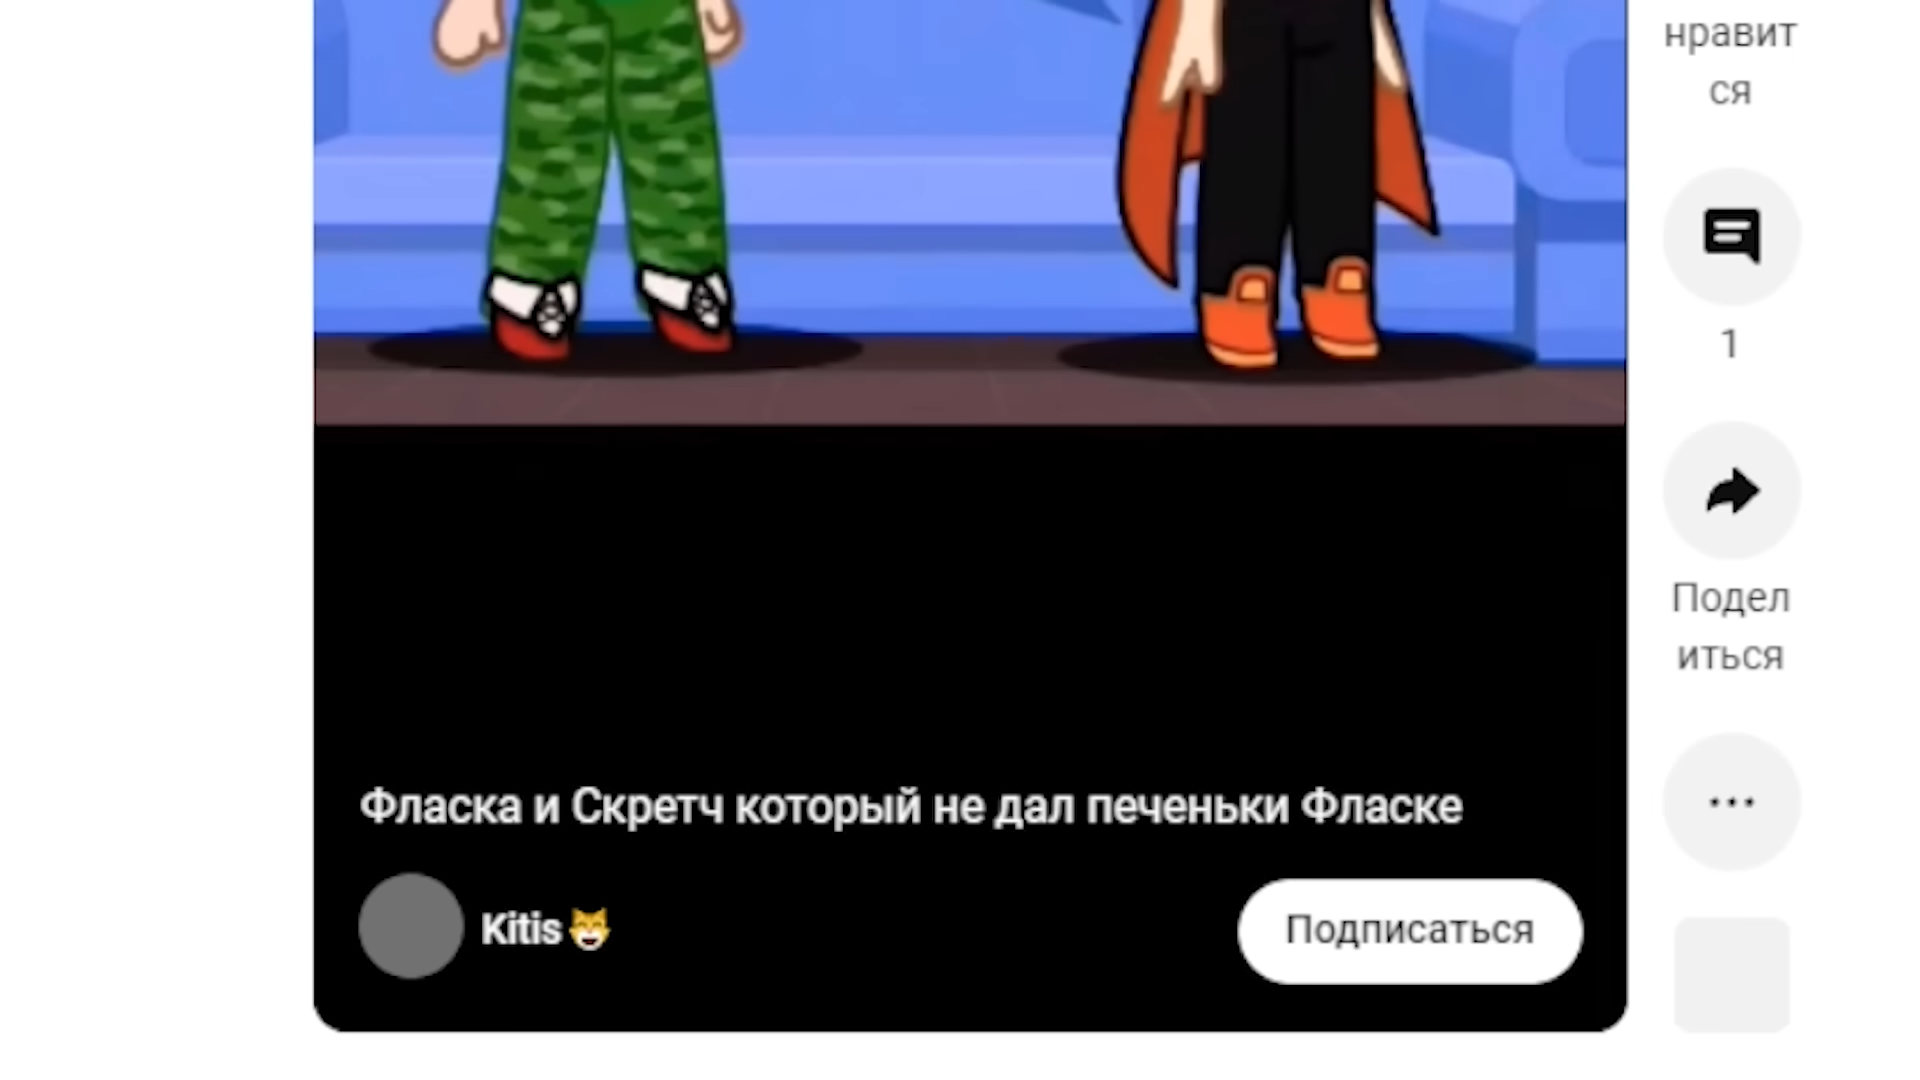 нравит
ся
1
Подел
иться
Фласка и Скретч который не дал печеньки Фласке
Kitis😸
Подписаться